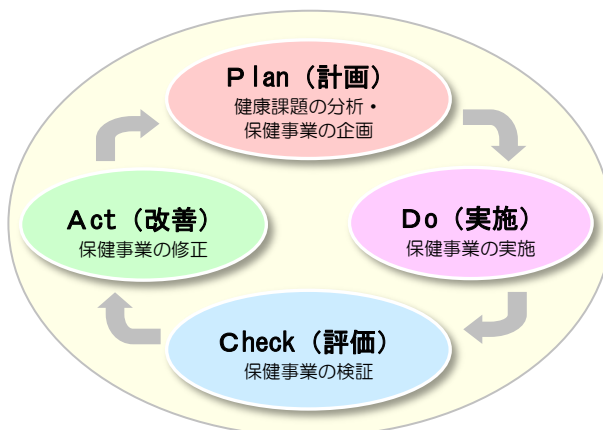 Plan（計画）
健康課題の分析・
保健事業の企画
Do（実施）
保健事業の実施
Check（評価）
保健事業の検証
Act（改善）
保健事業の修正